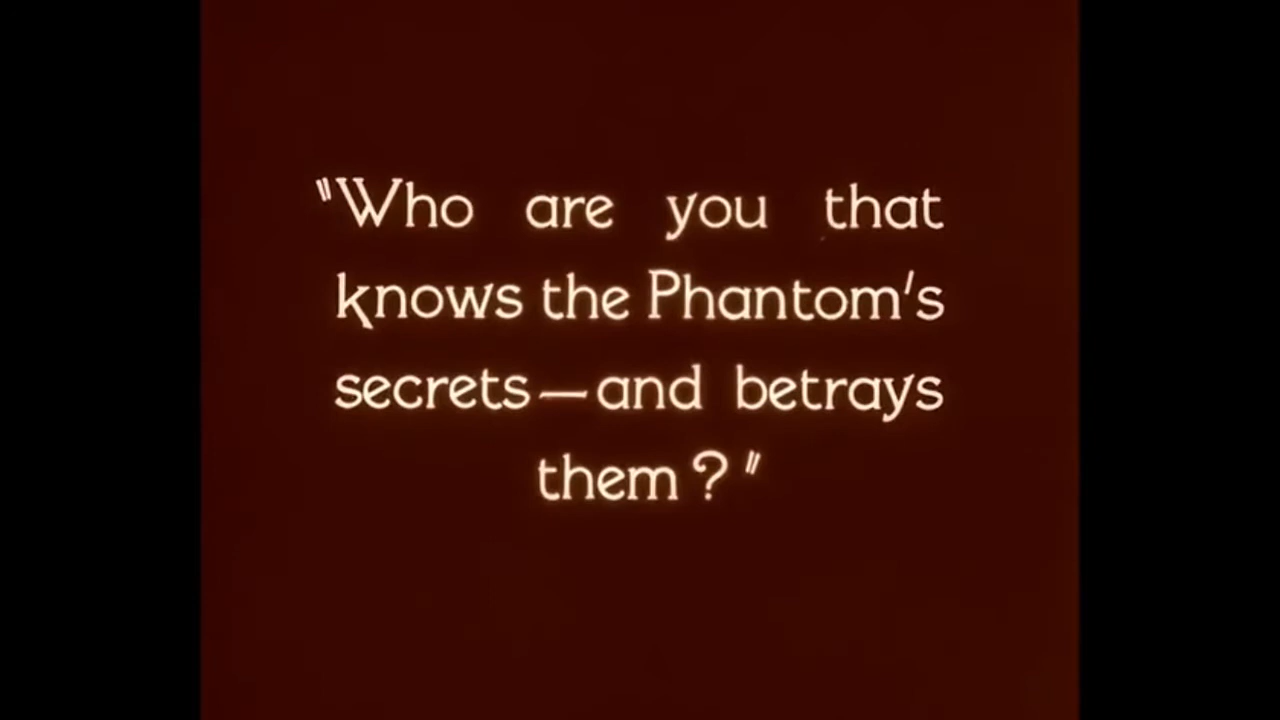 "Who are you that
knows the Phantom's
secrets—and betrays
them?"